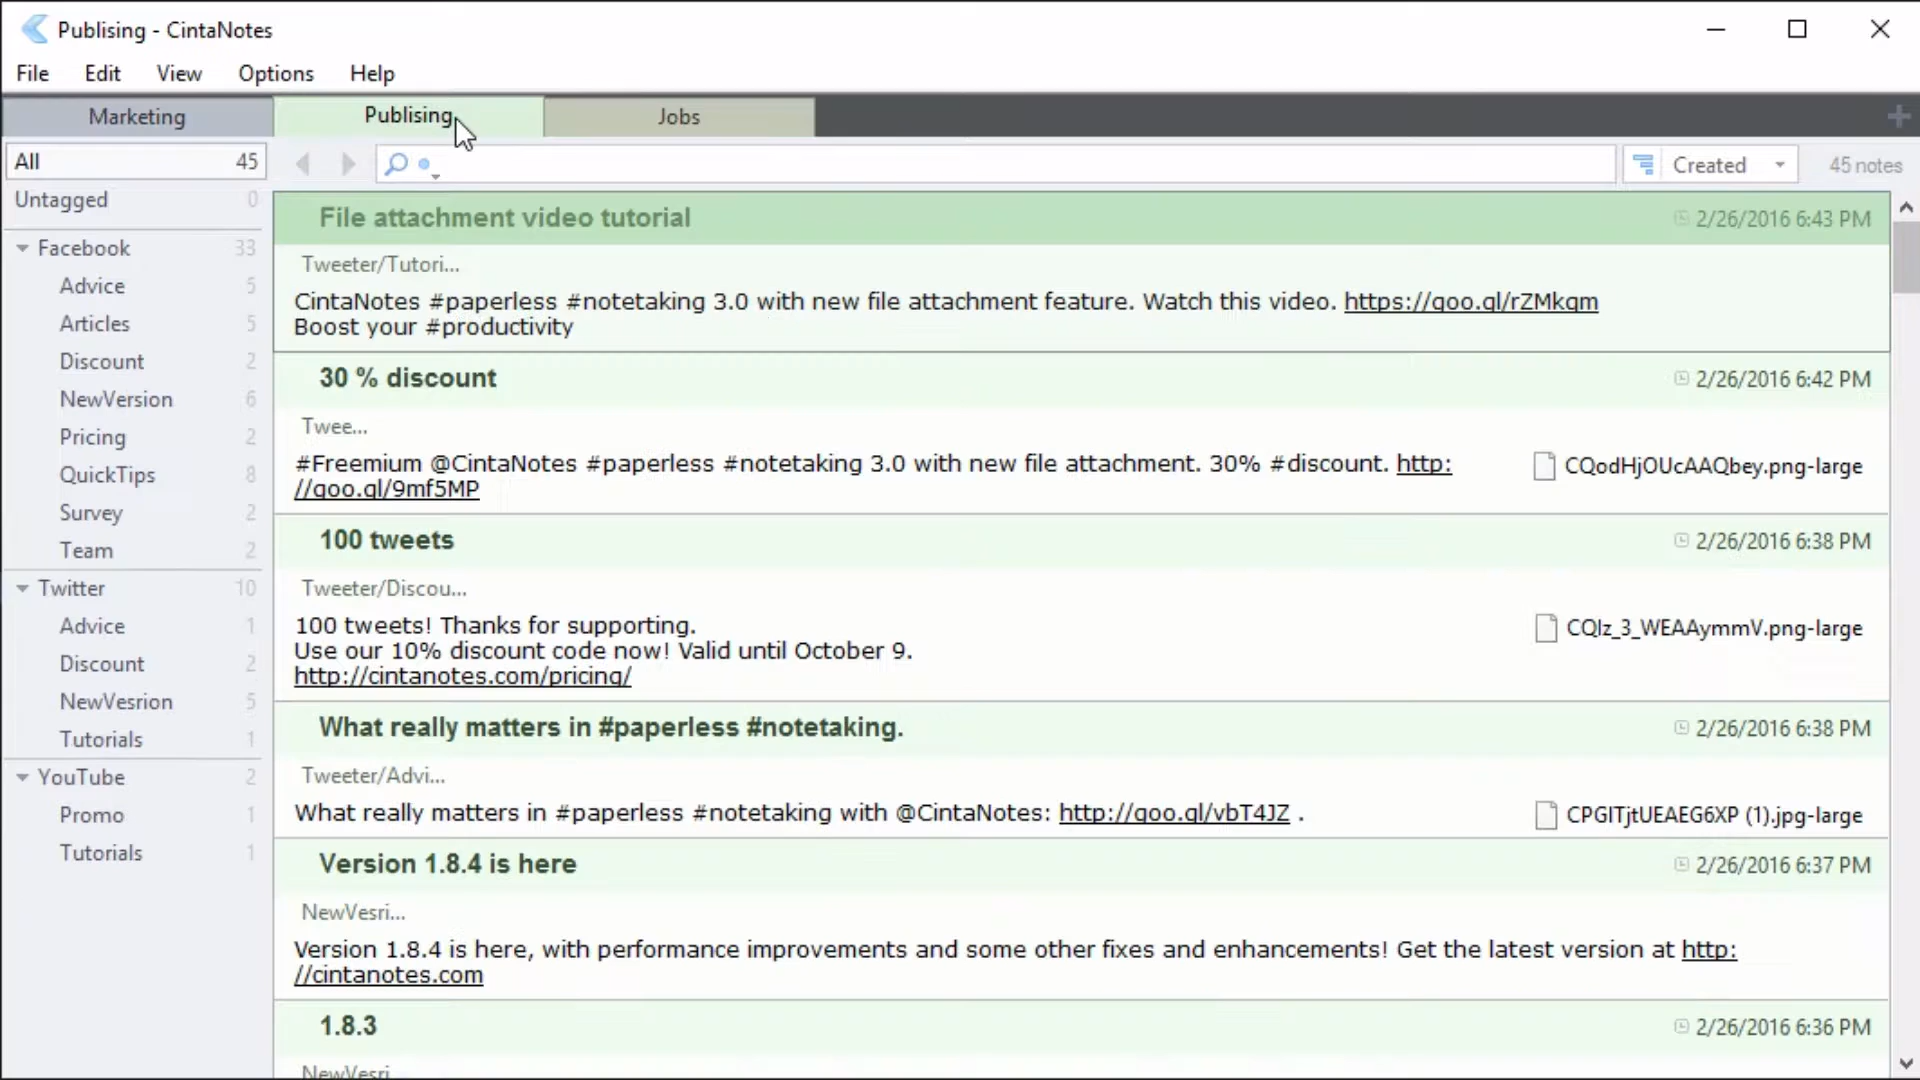 Publising - CintaNotes
File Edit View Options Help
Marketing Publising Jobs
All 45
Created
45 notes
Untagged 0
Facebook 33
Advice 5
Articles 5
Discount 2
NewVersion 6
Pricing 2
QuickTips 8
Survey 2
Team 2
Twitter 10
Advice 1
Discount 2
NewVesrion 5
Tutorials 1
YouTube 2
Promo 1
Tutorials 1
File attachment video tutorial 2/26/2016 6:43 PM
Tweeter/Tutori...
CintaNotes #paperless #notetaking 3.0 with new file attachment feature. Watch this video. https://goo.gl/rZMkqm
Boost your #productivity
30 % discount 2/26/2016 6:42 PM
Twee...
#Freemium @CintaNotes #paperless #notetaking 3.0 with new file attachment. 30% #discount. http:
//goo.gl/9mf5MP
CQodHjOUcAAQbey.png-large
100 tweets 2/26/2016 6:38 PM
Tweeter/Discou...
100 tweets! Thanks for supporting.
CQlz_3_WEAAymmV.png-large
Use our 10% discount code now! Valid until October 9.
http://cintanotes.com/pricing/
What really matters in #paperless #notetaking. 2/26/2016 6:38 PM
Tweeter/Advi...
What really matters in #paperless #notetaking with @CintaNotes: http://goo.gl/vbT4JZ .
CPGITjtUEAEG6XP (1).jpg-large
Version 1.8.4 is here 2/26/2016 6:37 PM
NewVesri...
Version 1.8.4 is here, with performance improvements and some other fixes and enhancements! Get the latest version at http:
//cintanotes.com
1.8.3 2/26/2016 6:36 PM
NewVesri...